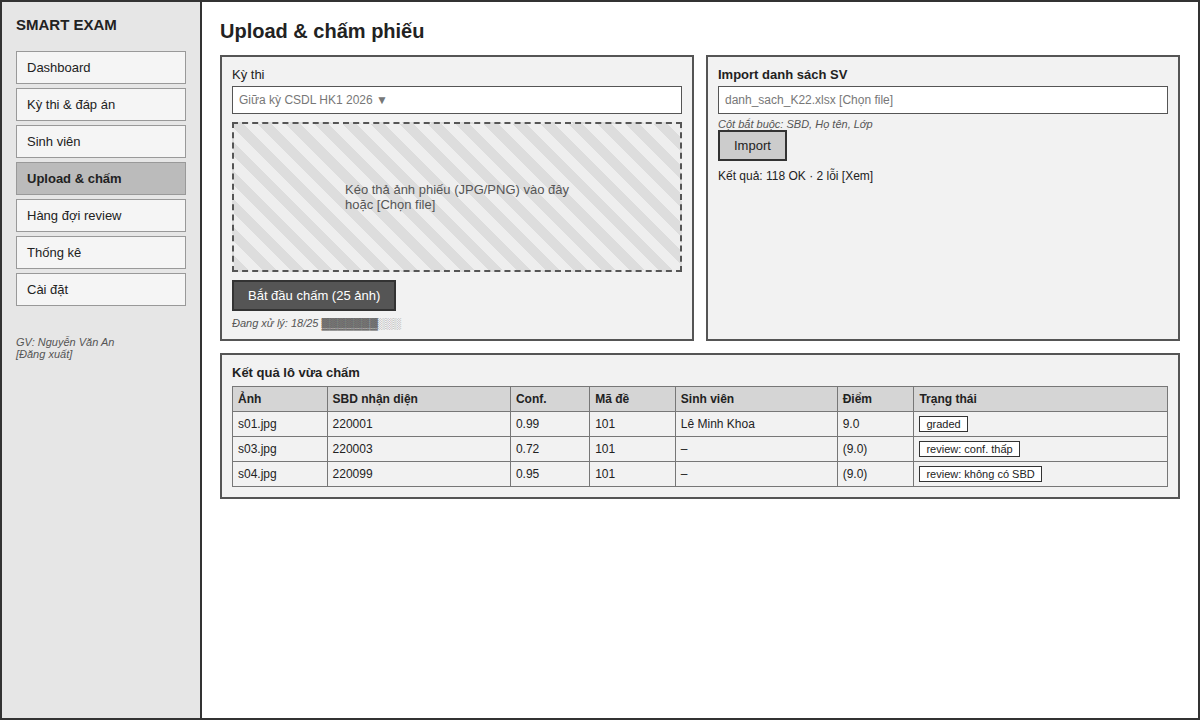 SMART EXAM
Dashboard
Kỳ thi & đáp án
Sinh viên
Upload & chấm
Hàng đợi review
Thống kê
Cài đặt
GV: Nguyễn Văn An
[Đăng xuất]
Upload & chấm phiếu
Kỳ thi
Giữa kỳ CSDL HK1 2026 ▼
Kéo thả ảnh phiếu (JPG/PNG) vào đây
hoặc [Chọn file]
Bắt đầu chấm (25 ảnh)
Đang xử lý: 18/25 ▓▓▓▓▓▓▓░░░
Import danh sách SV
danh_sach_K22.xlsx [Chọn file]
Cột bắt buộc: SBD, Họ tên, Lớp
Import
Kết quả: 118 OK · 2 lỗi [Xem]
Kết quả lô vừa chấm
Ảnh SBD nhận diện Conf. Mã đề Sinh viên Điểm Trạng thái
s01.jpg 220001 0.99 101 Lê Minh Khoa 9.0 graded
s03.jpg 220003 0.72 101 – (9.0) review: conf. thấp
s04.jpg 220099 0.95 101 – (9.0) review: không có SBD